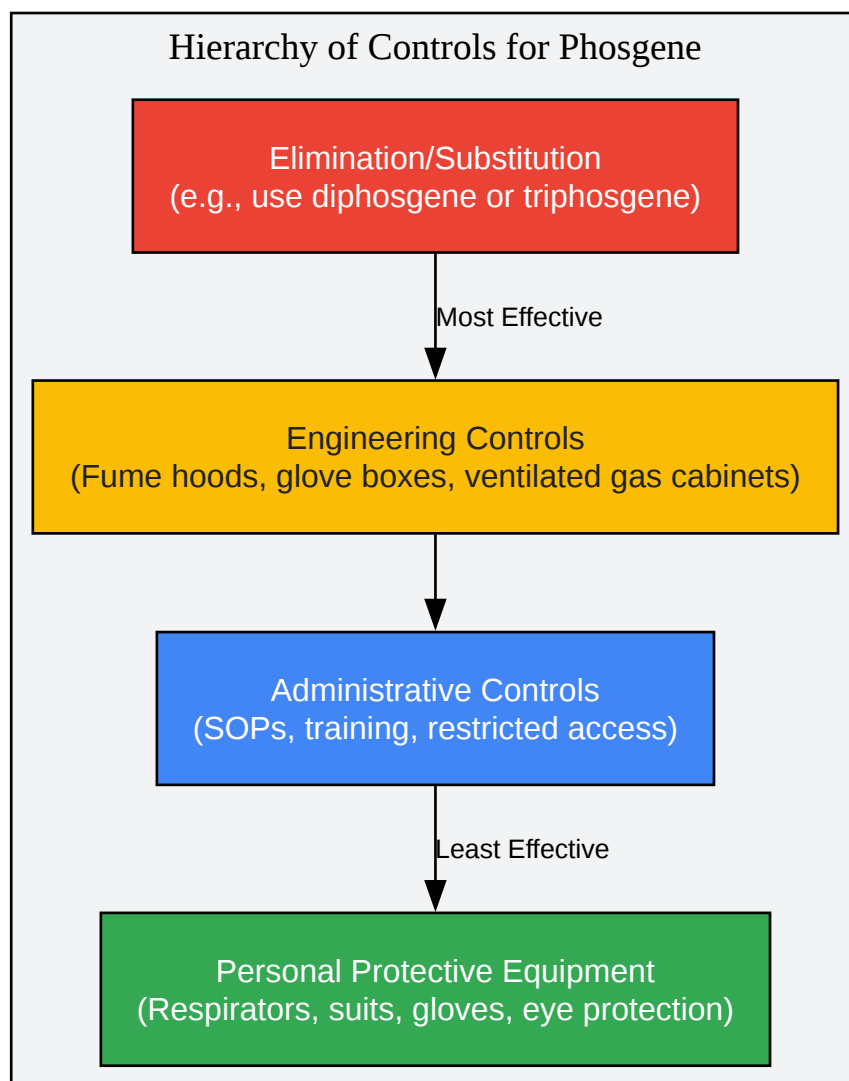 Hierarchy of Controls for Phosgene
Elimination/Substitution
(e.g., use diphosgene or triphosgene)
Most Effective
Engineering Controls
(Fume hoods, glove boxes, ventilated gas cabinets)
Administrative Controls
(SOPs, training, restricted access)
Least Effective
Personal Protective Equipment
(Respirators, suits, gloves, eye protection)